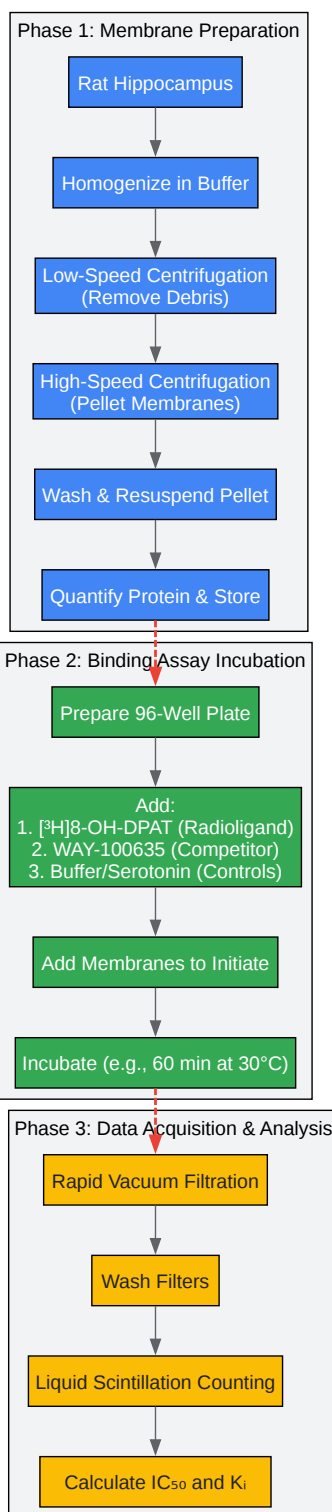 Phase 1: Membrane Preparation
Rat Hippocampus
Homogenize in Buffer
Low-Speed Centrifugation
(Remove Debris)
High-Speed Centrifugation
(Pellet Membranes)
Wash & Resuspend Pellet
Quantify Protein & Store
Phase 2: Binding Assay Incubation
Prepare 96-Well Plate
Add:
1. [³H]8-OH-DPAT (Radioligand)
2. WAY-100635 (Competitor)
3. Buffer/Serotonin (Controls)
Add Membranes to Initiate
Incubate (e.g., 60 min at 30°C)
Phase 3: Data Acquisition & Analysis
Rapid Vacuum Filtration
Wash Filters
Liquid Scintillation Counting
Calculate IC₅₀ and Kᵢ